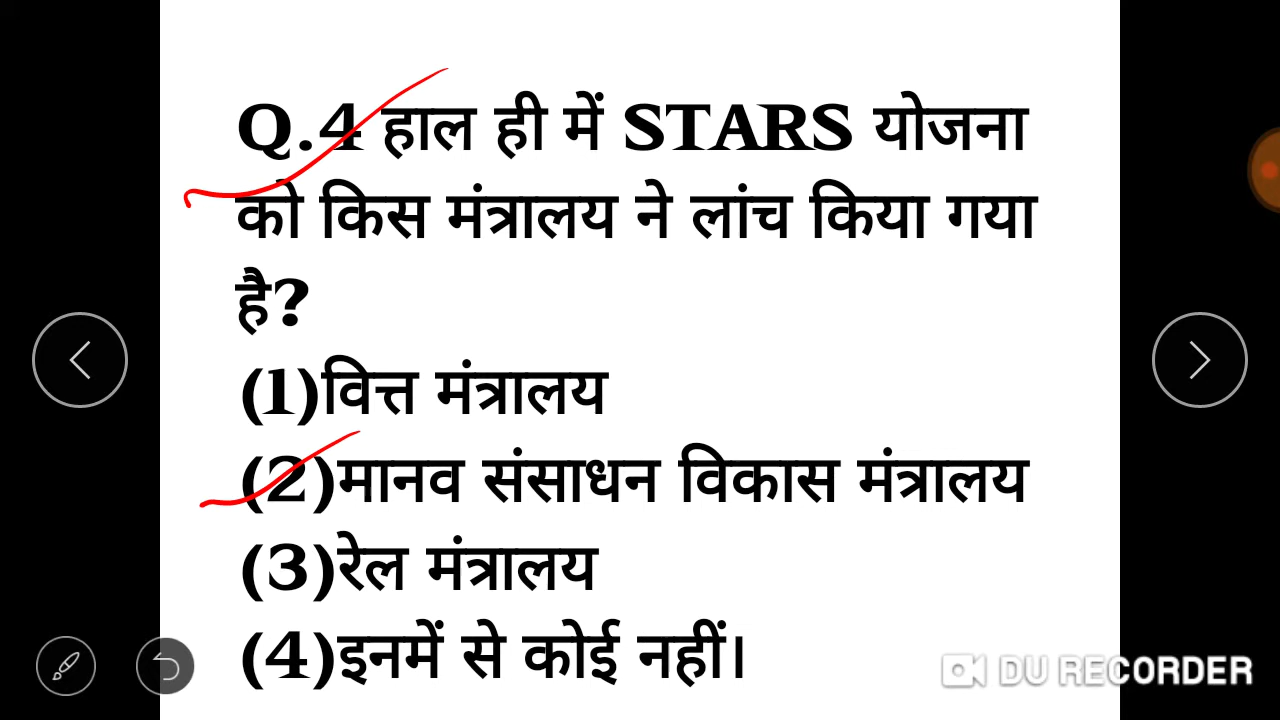 Q.4 हाल ही में STARS योजना
को किस मंत्रालय ने लांच किया गया
है?
(1)वित्त मंत्रालय
(2)मानव संसाधन विकास मंत्रालय
(3)रेल मंत्रालय
(4)इनमें से कोई नहीं।
DU RECORDER